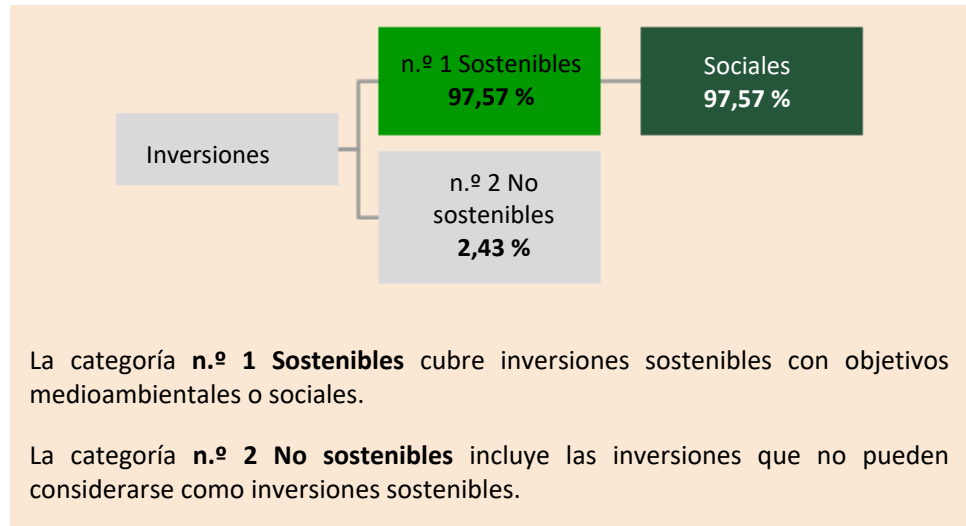 n.º 1 Sostenibles
97,57 %
Sociales
97,57 %
Inversiones
n.º 2 No
sostenibles
2,43 %
La categoría n.º 1 Sostenibles cubre inversiones sostenibles con objetivos
medioambientales o sociales.
La categoría n.º 2 No sostenibles incluye las inversiones que no pueden
considerarse como inversiones sostenibles.